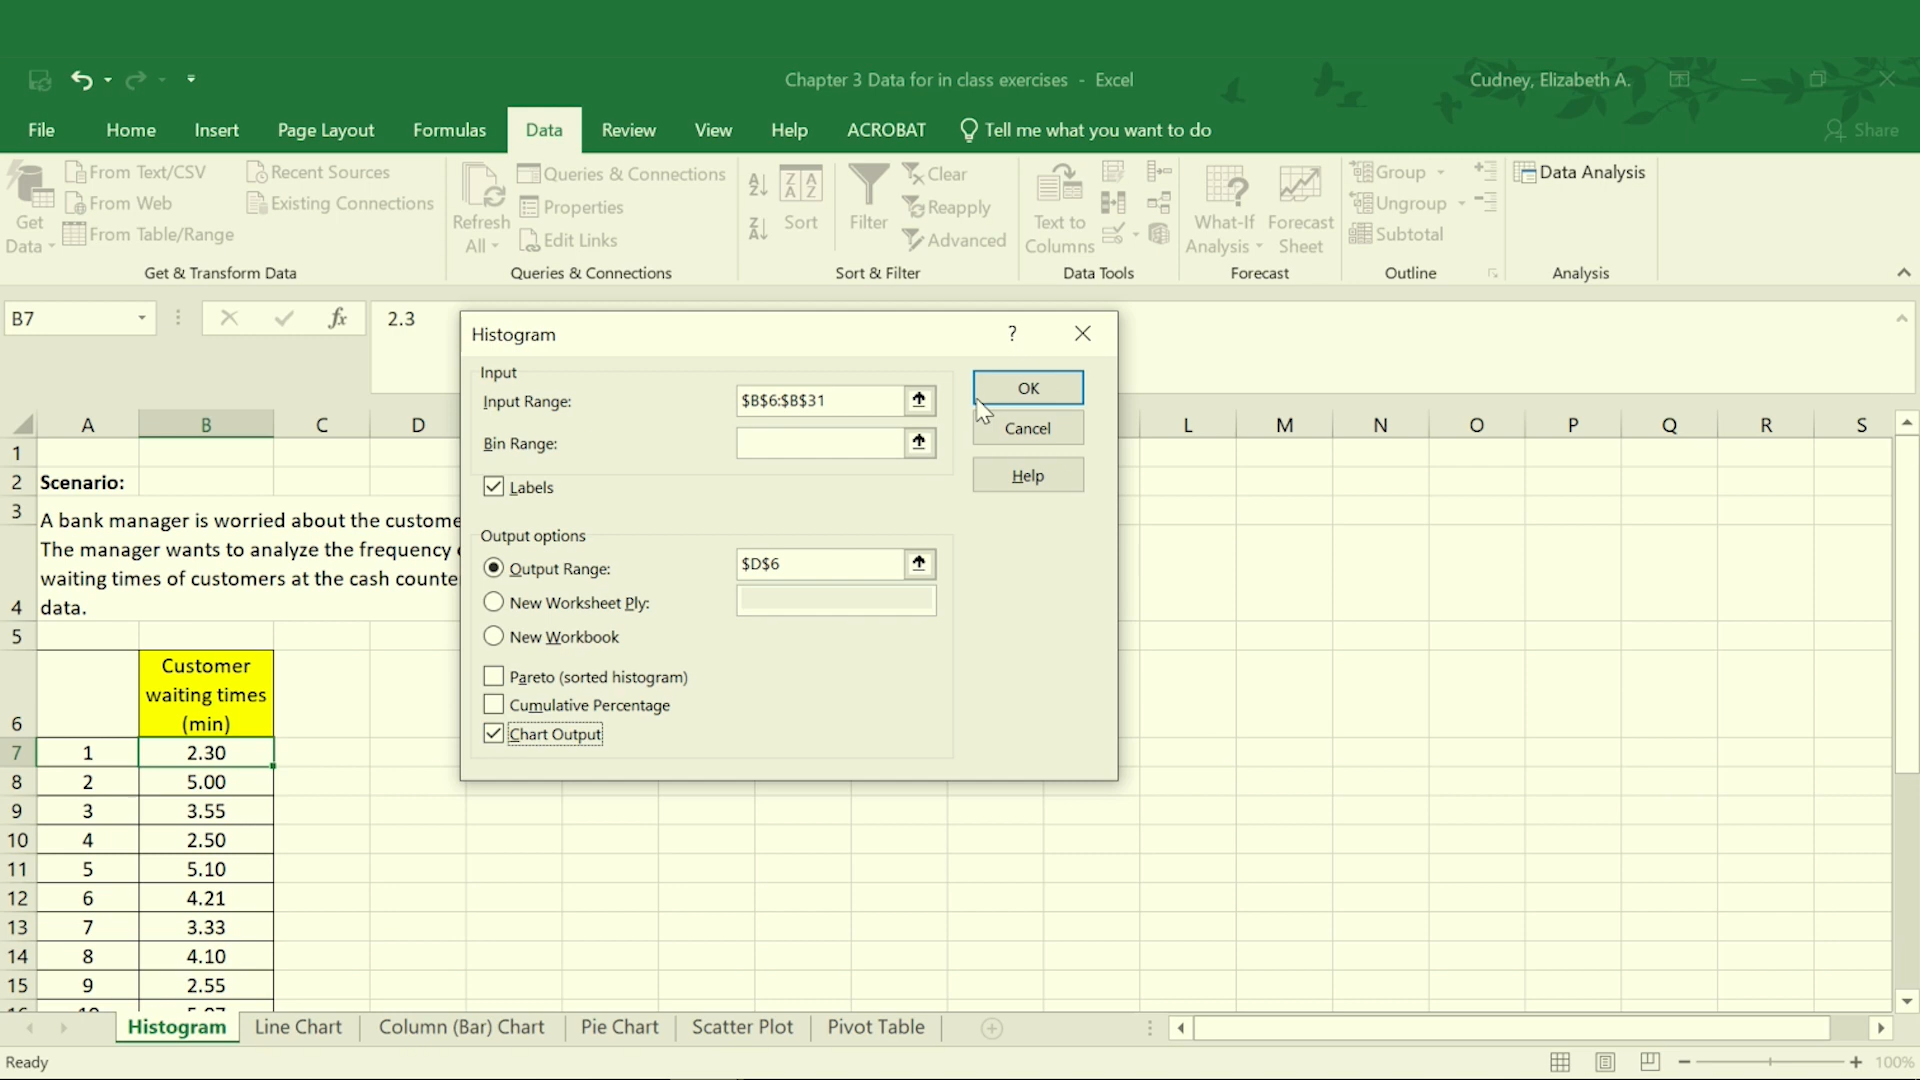 Chapter 3 Data for in class exercises - Excel
Cudney, Elizabeth A.
File Home Insert Page Layout Formulas Data Review View Help ACROBAT Tell me what you want to do Share
Get Data
From Text/CSV
From Web
From Table/Range
Recent Sources
Existing Connections
Get & Transform Data
Refresh All
Queries & Connections
Properties
Edit Links
Queries & Connections
Sort
Filter
Clear
Reapply
Advanced
Sort & Filter
Text to Columns
Data Tools
What-If Analysis
Forecast Sheet
Forecast
Group
Ungroup
Subtotal
Outline
Data Analysis
Analysis
B7 fx 2.3
Histogram ?
Input
Input Range: $B$6:$B$31
Bin Range:
Labels
OK
Cancel
Help
Output options
Output Range: $D$6
New Worksheet Ply:
New Workbook
Pareto (sorted histogram)
Cumulative Percentage
Chart Output
A B C D L M N O P Q R S
1
2 Scenario:
3 A bank manager is worried about the custome
The manager wants to analyze the frequency
waiting times of customers at the cash counte
4 data.
5
6 Customer
waiting times
(min)
7 1 2.30
8 2 5.00
9 3 3.55
10 4 2.50
11 5 5.10
12 6 4.21
13 7 3.33
14 8 4.10
15 9 2.55
Histogram Line Chart Column (Bar) Chart Pie Chart Scatter Plot Pivot Table
Ready 100%